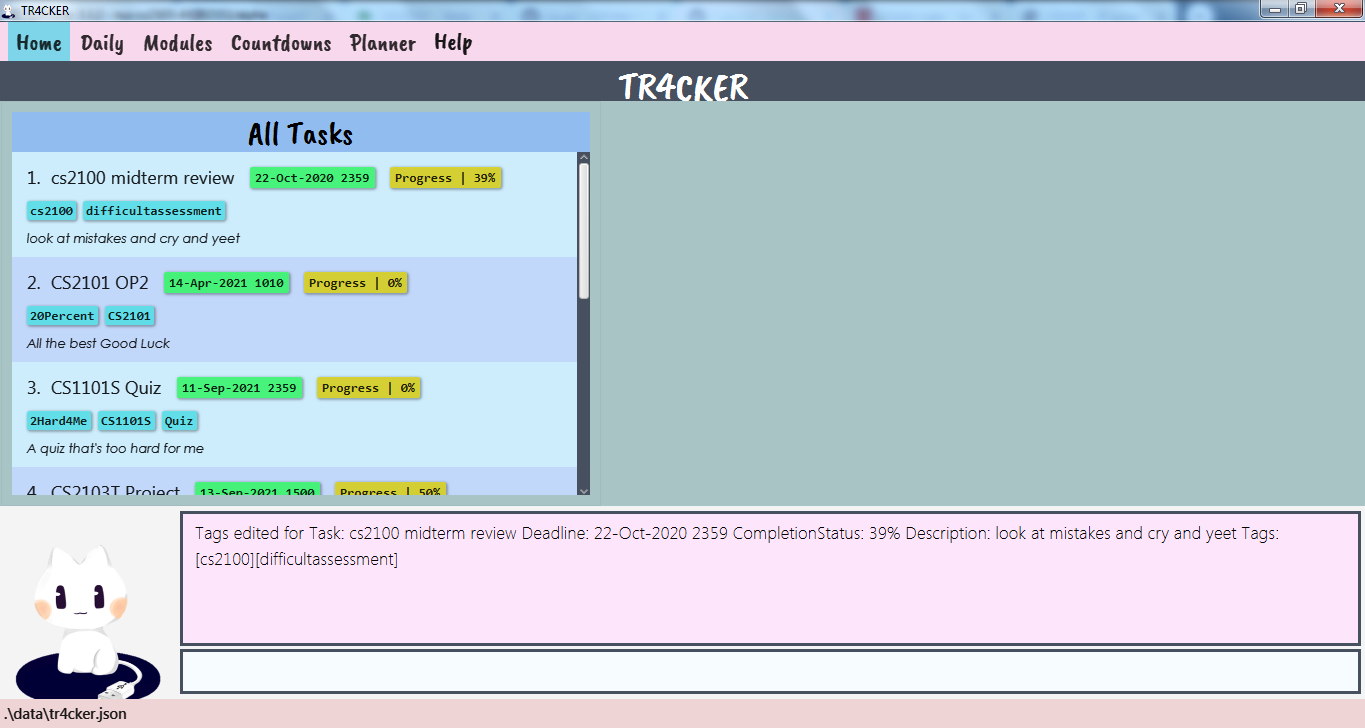 TR4CKER
Home Daily Modules Countdowns Planner Help
TR4CKER
All Tasks
1. cs2100 midterm review 22-Oct-2020 2359 Progress | 39%
cs2100 difficultassessment
look at mistakes and cry and yeet
2. CS2101 OP2 14-Apr-2021 1010 Progress | 0%
20Percent CS2101
All the best Good Luck
3. CS1101S Quiz 11-Sep-2021 2359 Progress | 0%
2Hard4Me CS1101S Quiz
A quiz that's too hard for me
4. CS2103T Project 13-Sep-2021 1500 Progress | 50%
Tags edited for Task: cs2100 midterm review Deadline: 22-Oct-2020 2359 CompletionStatus: 39% Description: look at mistakes and cry and yeet Tags:
[cs2100][difficultassessment]
.\data\tr4cker.json